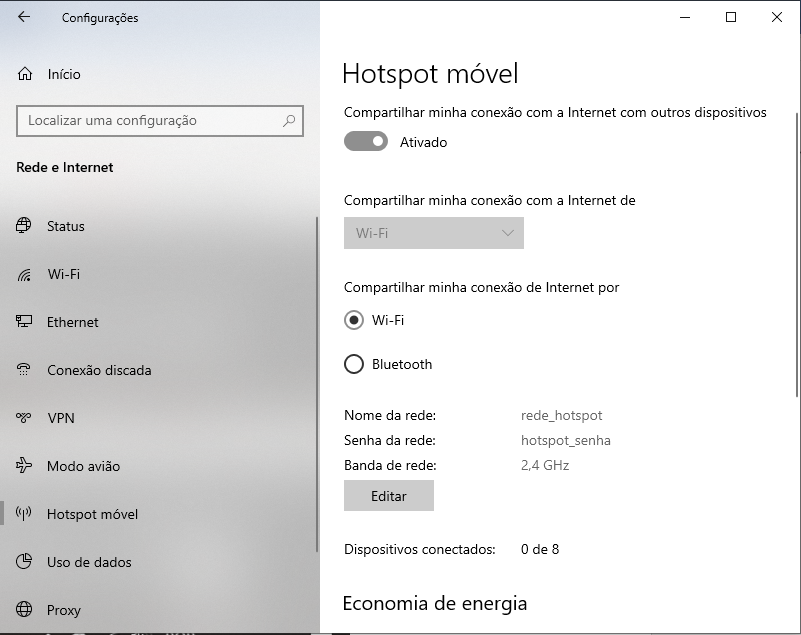 Configurações
Início
Localizar uma configuração
Rede e Internet
Status
Wi-Fi
Ethernet
Conexão discada
VPN
Modo avião
Hotspot móvel
Uso de dados
Proxy
Hotspot móvel
Compartilhar minha conexão com a Internet com outros dispositivos
Ativado
Compartilhar minha conexão com a Internet de
Wi-Fi
Compartilhar minha conexão de Internet por
Wi-Fi
Bluetooth
Nome da rede: rede_hotspot
Senha da rede: hotspot_senha
Banda de rede: 2,4 GHz
Editar
Dispositivos conectados: 0 de 8
Economia de energia